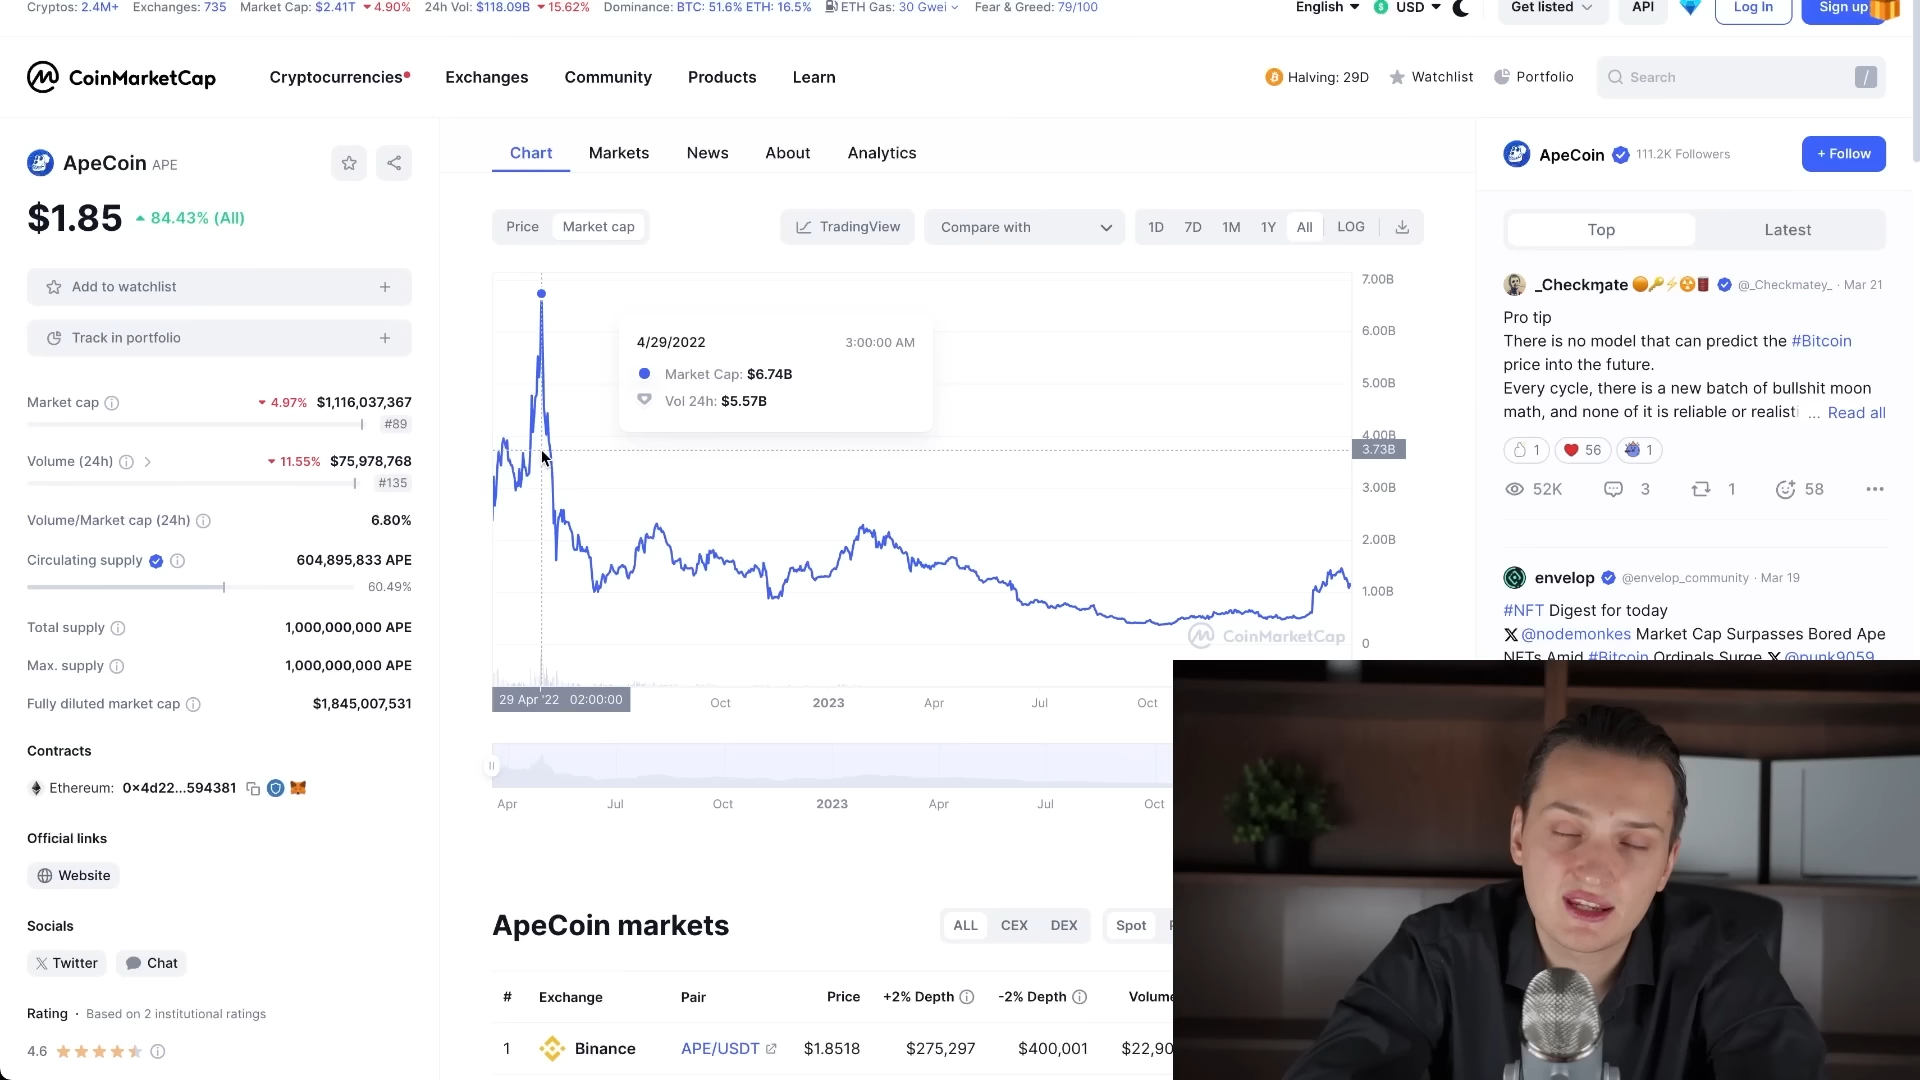 Cryptos: 2.4M+ Exchanges: 735 Market Cap: $2.41T 4.90% 24h Vol: $118.09B 15.62% Dominance: BTC: 51.6% ETH: 16.5% ETH Gas: 30 Gwei Fear & Greed: 79/100 English USD Get listed API Log In Sign up
CoinMarketCap Cryptocurrencies Exchanges Community Products Learn Halving: 29D Watchlist Portfolio Search /
ApeCoin APE
$1.85 84.43% (All)
Add to watchlist +
Track in portfolio +
Market cap 4.97% $1,116,037,367
#89
Volume (24h) 11.55% $75,978,768
#135
Volume/Market cap (24h) 6.80%
Circulating supply 604,895,833 APE
60.49%
Total supply 1,000,000,000 APE
Max. supply 1,000,000,000 APE
Fully diluted market cap $1,845,007,531
Contracts
Ethereum: 0x4d22...594381
Official links
Website
Socials
Twitter Chat
Rating · Based on 2 institutional ratings
4.6
Chart Markets News About Analytics
Price Market cap TradingView Compare with 1D 7D 1M 1Y All LOG
7.00B
6.00B
5.00B
4.00B
3.73B
3.00B
2.00B
1.00B
0
4/29/2022 3:00:00 AM
Market Cap: $6.74B
Vol 24h: $5.57B
CoinMarketCap
29 Apr '22 02:00:00 Oct 2023 Apr Jul Oct
Apr Jul Oct 2023 Apr Jul Oct
ApeCoin markets ALL CEX DEX Spot
# Exchange Pair Price +2% Depth -2% Depth Volume
1 Binance APE/USDT $1.8518 $275,297 $400,001 $22,90
ApeCoin 111.2K Followers + Follow
Top Latest
_Checkɱate @_Checkmatey_ · Mar 21
Pro tip
There is no model that can predict the #Bitcoin
price into the future.
Every cycle, there is a new batch of bullshit moon
math, and none of it is reliable or realisti ... Read all
1 56 1
52K 3 1 58
envelop @envelop_community · Mar 19
#NFT Digest for today
X @nodemonkes Market Cap Surpasses Bored Ape
NFTs Amid #Bitcoin Ordinals Surge X @punk9059